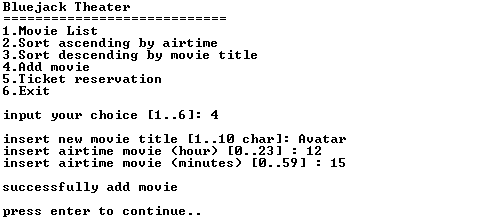 Bluejack Theater
============================
1.Movie List
2.Sort ascending by airtime
3.Sort descending by movie title
4.Add movie
5.Ticket reservation
6.Exit
input your choice [1..6]: 4
insert new movie title [1..10 char]: Avatar
insert airtime movie (hour) [0..23] : 12
insert airtime movie (minutes) [0..59] : 15
successfully add movie
press enter to continue..